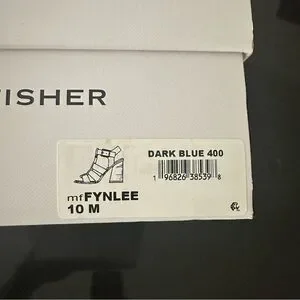 FISHER
DARK BLUE 400
1 96826 38539 8
mfFYNLEE
10 M